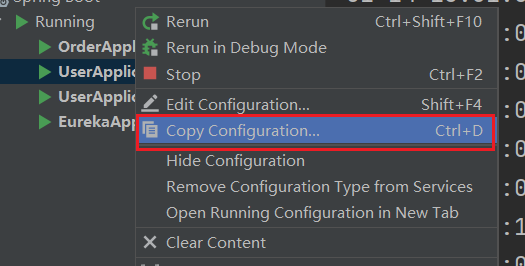 Spring Boot
Running
OrderAppl
UserApplic
UserApplic
EurekaApp
Rerun Ctrl+Shift+F10
Rerun in Debug Mode
Stop Ctrl+F2
Edit Configuration... Shift+F4
Copy Configuration... Ctrl+D
Hide Configuration
Remove Configuration Type from Services
Open Running Configuration in New Tab
Clear Content